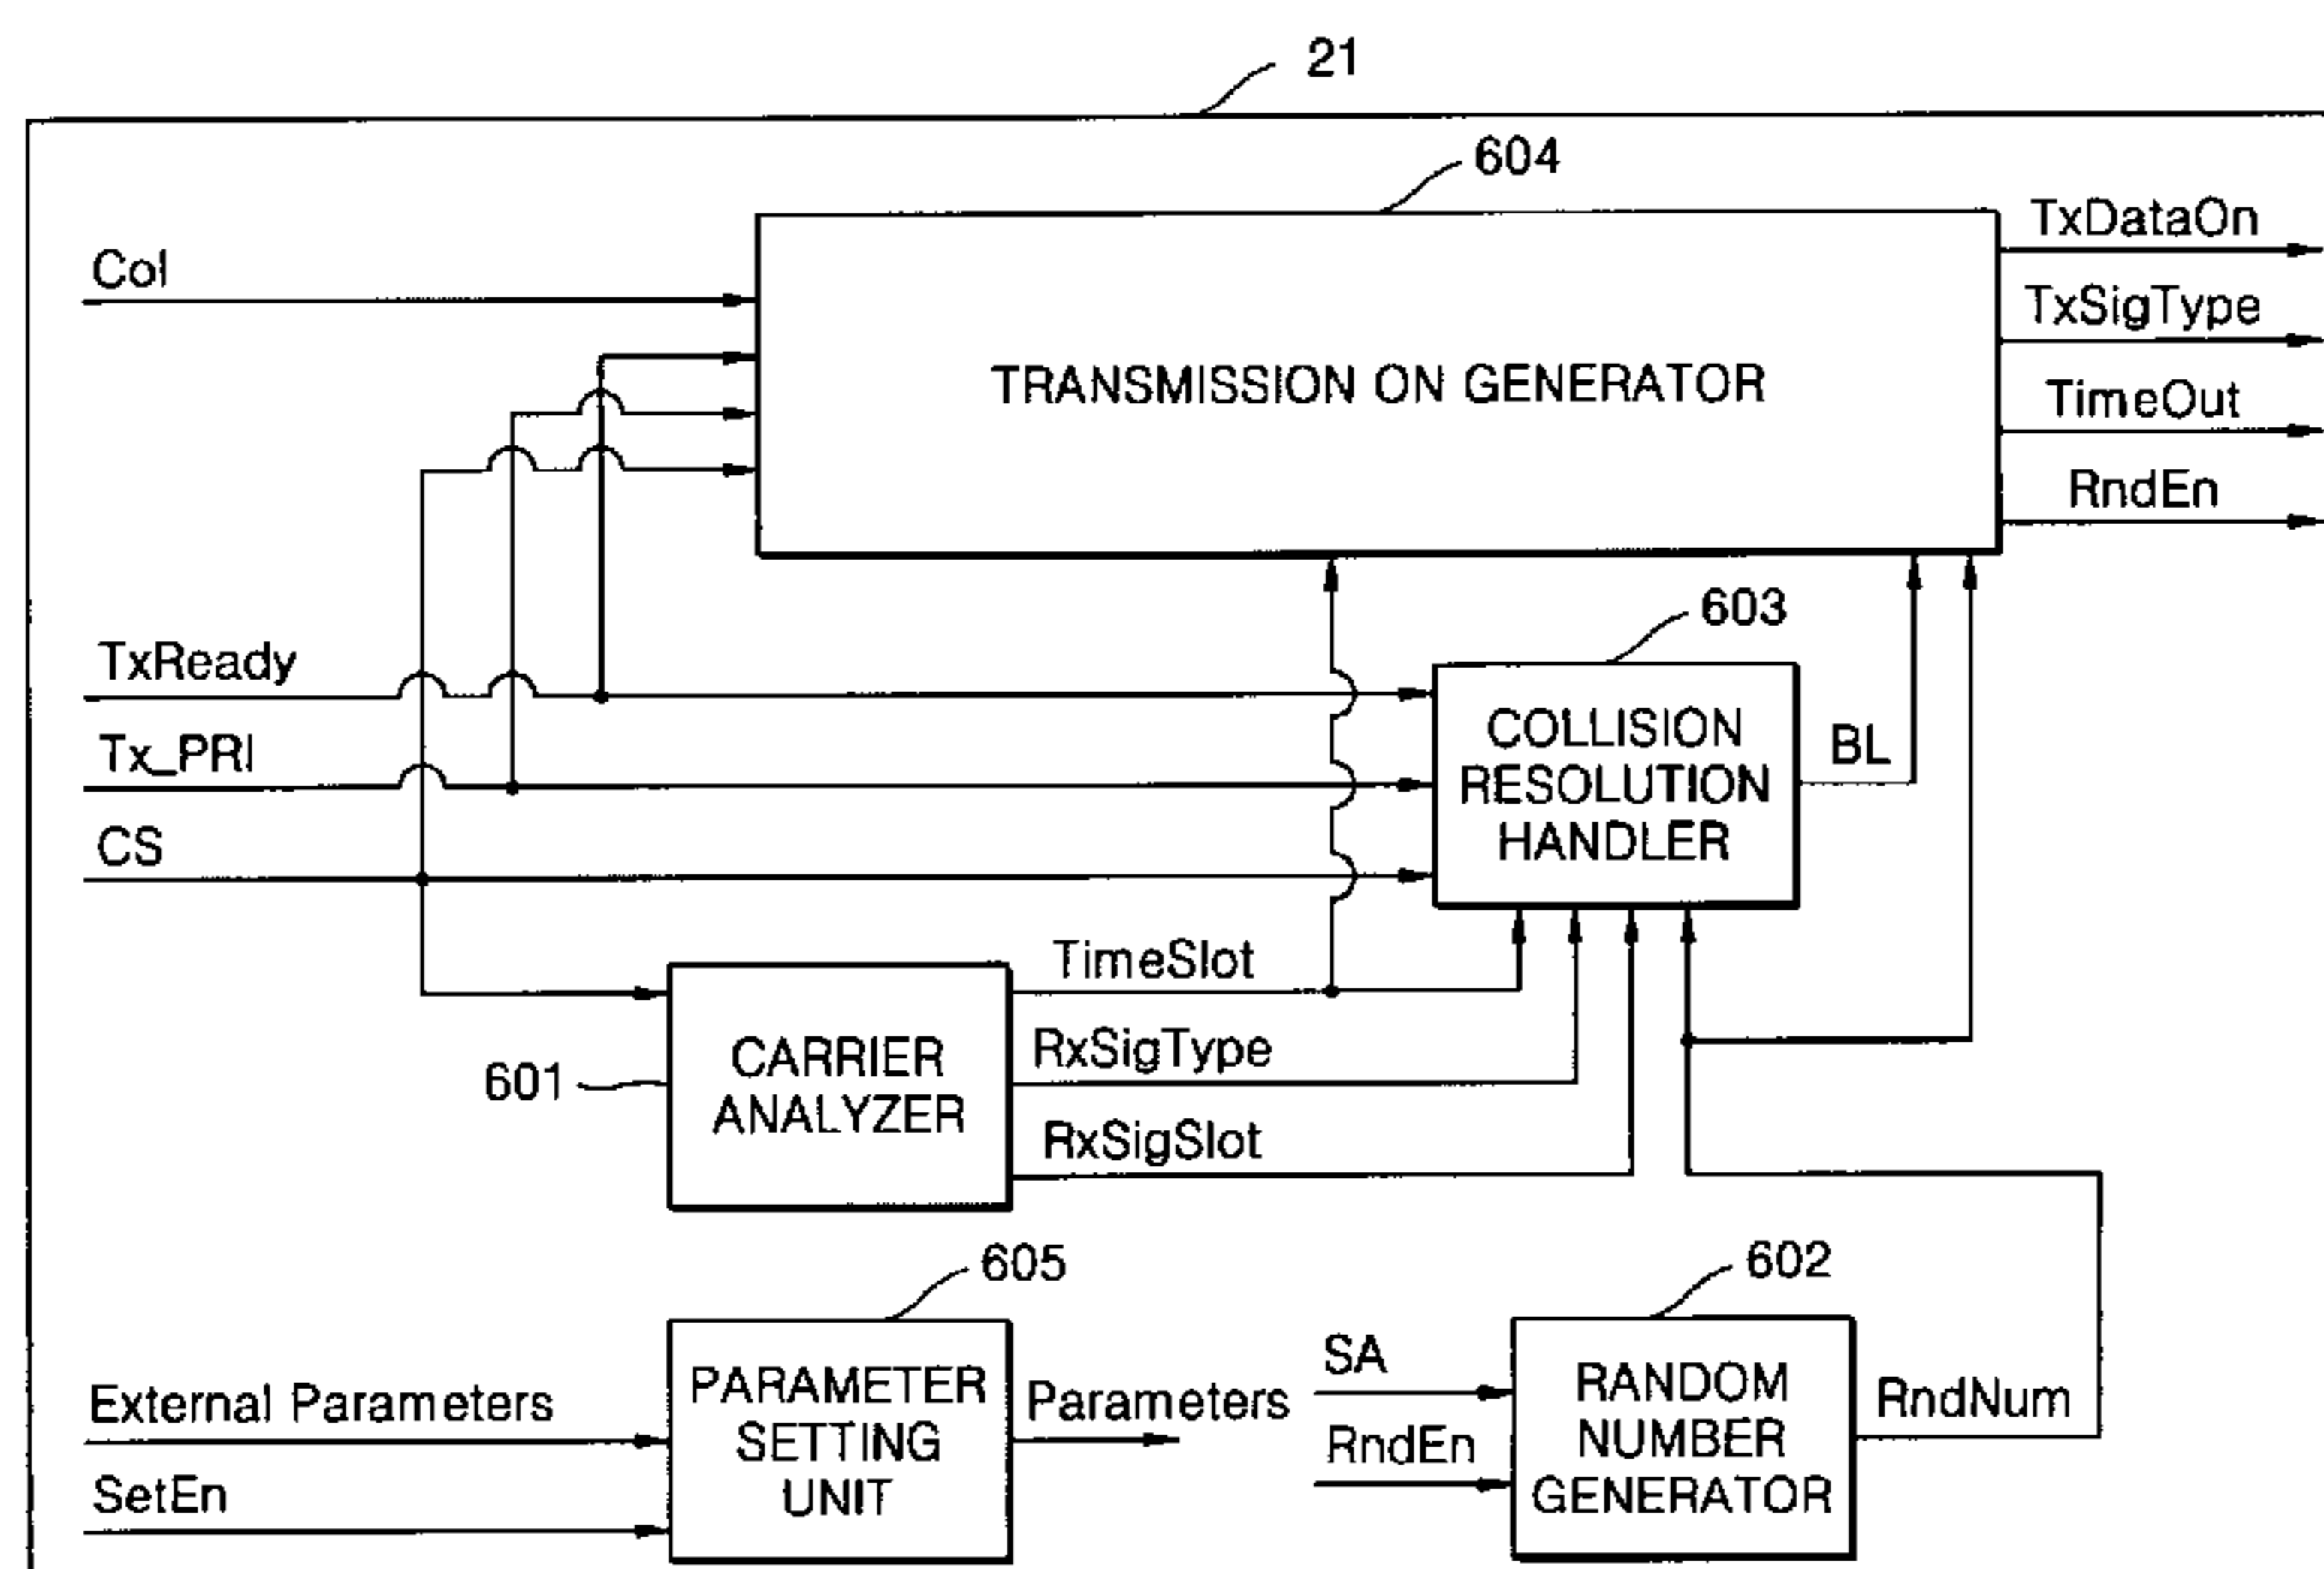 21
604
Col
TRANSMISSION ON GENERATOR
TxDataOn
TxSigType
TimeOut
RndEn
603
TxReady
Tx_PRI
CS
COLLISION
RESOLUTION
HANDLER
BL
TimeSlot
RxSigType
RxSigSlot
601
CARRIER
ANALYZER
605
602
External Parameters
SetEn
PARAMETER
SETTING
UNIT
Parameters
SA
RndEn
RANDOM
NUMBER
GENERATOR
RndNum